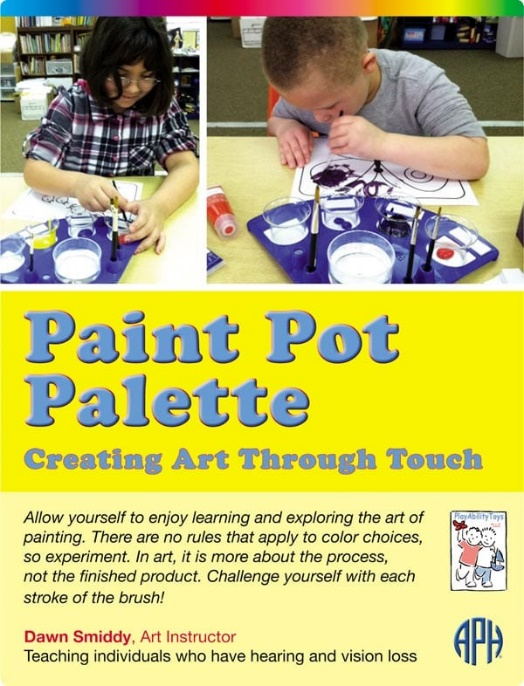 Paint Pot
Palette
Creating Art Through Touch
Allow yourself to enjoy learning and exploring the art of
painting. There are no rules that apply to color choices,
so experiment. In art, it is more about the process,
not the finished product. Challenge yourself with each
stroke of the brush!
PlayAbilityToys
Dawn Smiddy, Art Instructor
Teaching individuals who have hearing and vision loss
APH